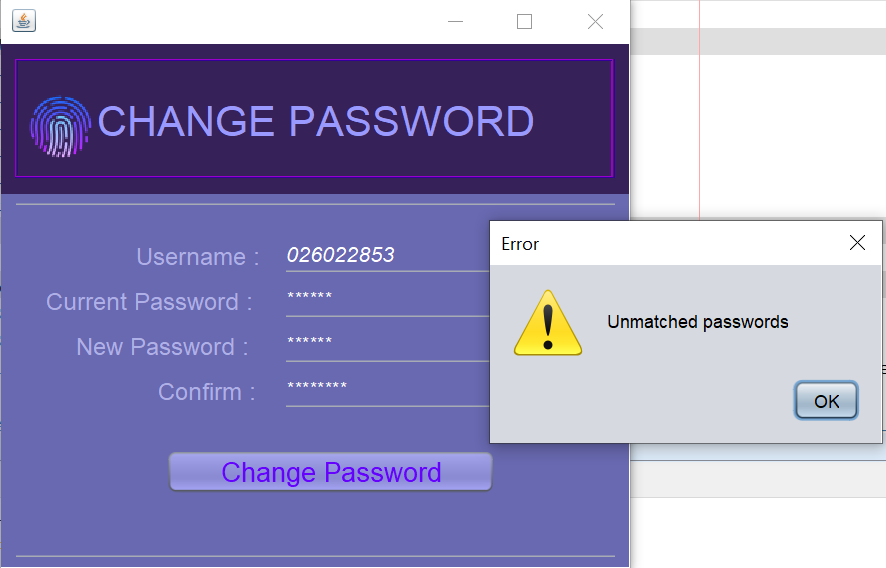 CHANGE PASSWORD
Username : 026022853
Current Password : ******
New Password : ******
Confirm : ********
Change Password
Error
Unmatched passwords
OK